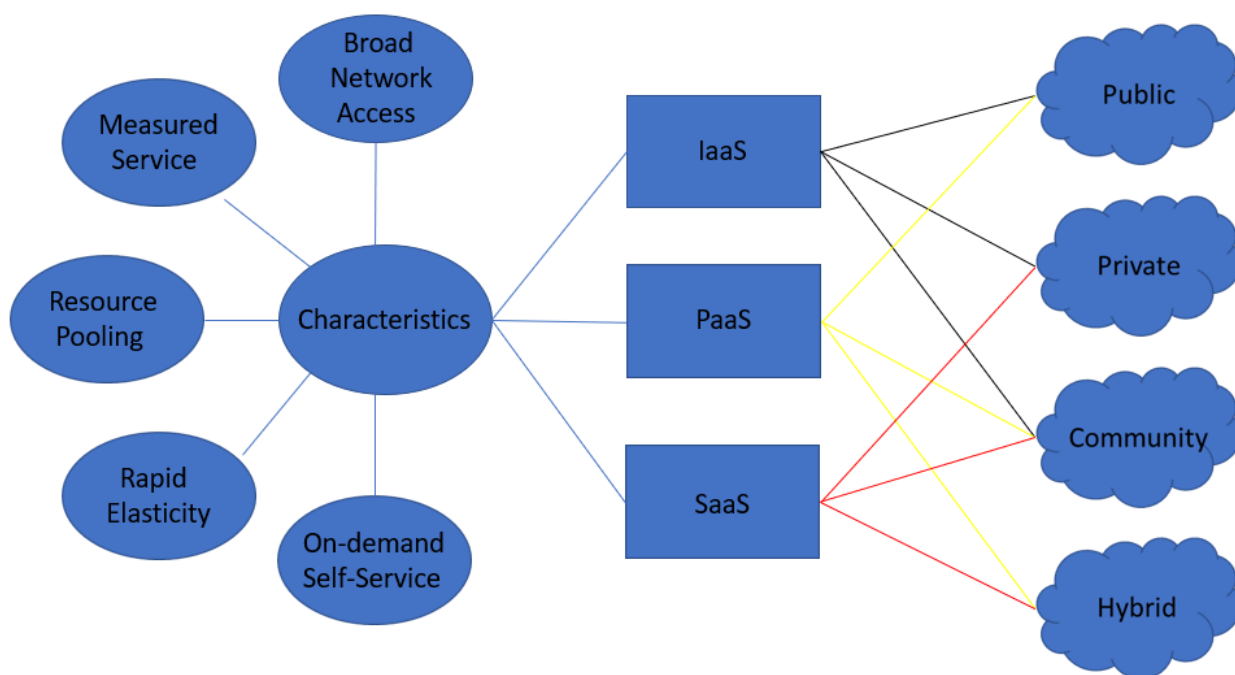 Broad
Network
Access
Measured
Service
Resource
Pooling
Characteristics
Rapid
Elasticity
On-demand
Self-Service
IaaS
PaaS
SaaS
Public
Private
Community
Hybrid